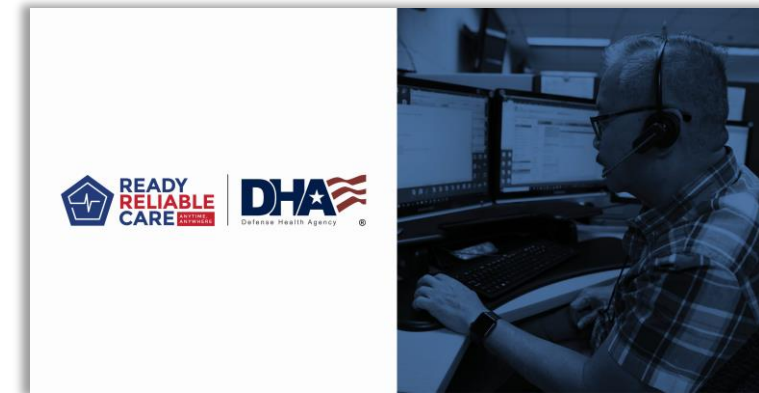 READY
RELIABLE
CARE ANYTIME,
ANYWHERE
DHA
Defense Health Agency ®